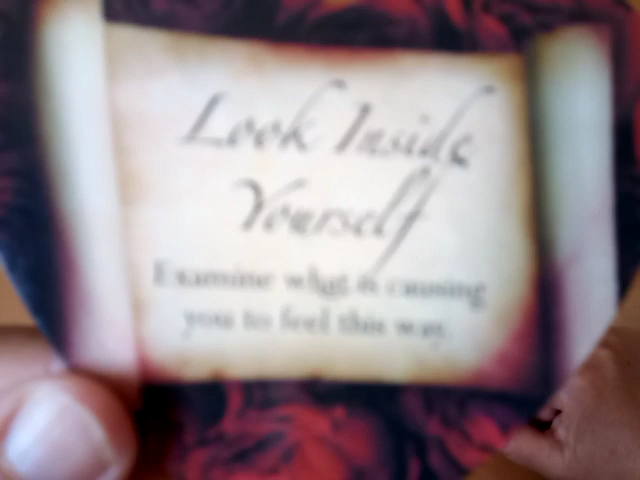 Look Inside
Yourself
Examine what is causing
you to feel this way.